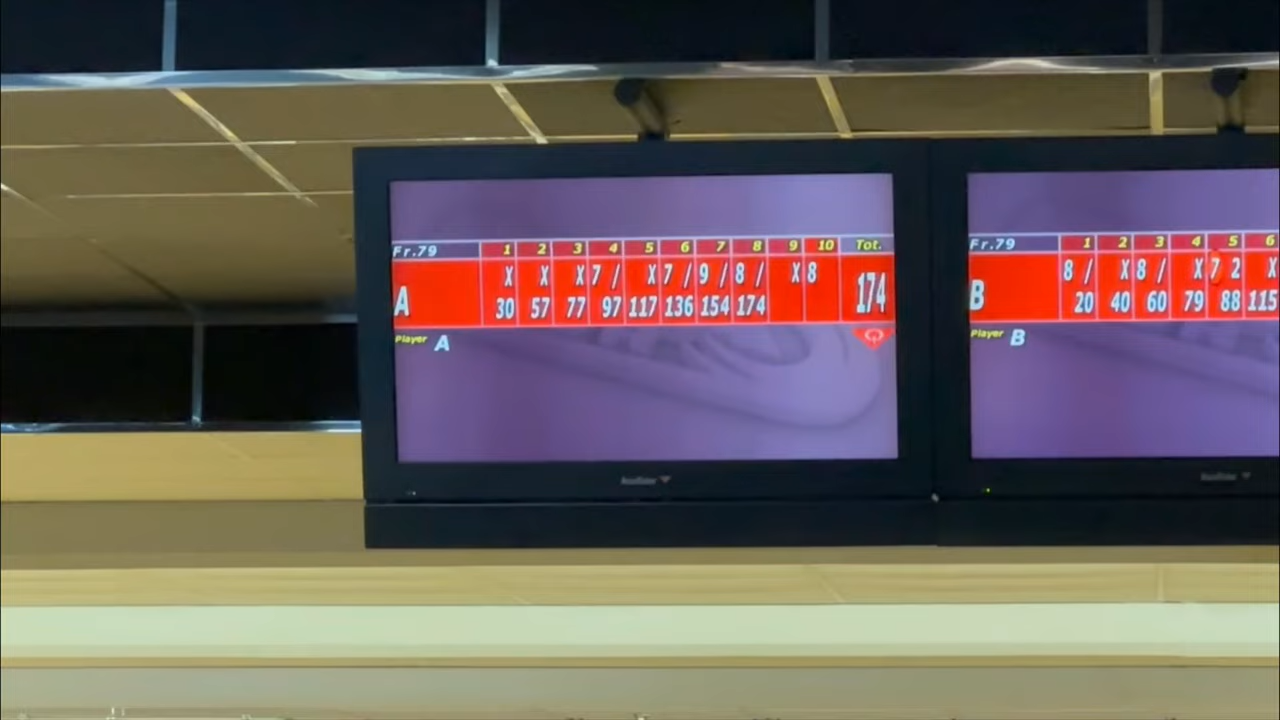 Fr.79 1 2 3 4 5 6 7 8 9 10 Tot.
X X X 7 / X 7 / 9 / 8 / X 8
A 30 57 77 97 117 136 154 174 174
Player A
Fr.79 1 2 3 4 5 6
8 / X 8 / X 7 2 X
B 20 40 60 79 88 115
Player B